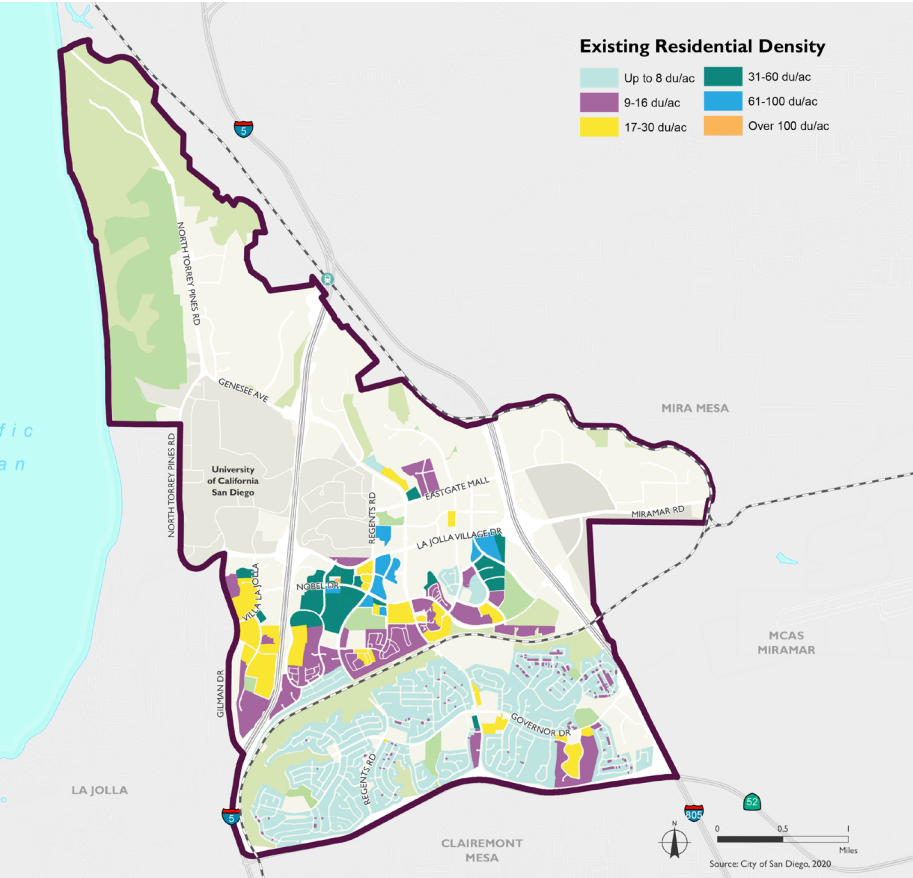 Existing Residential Density
Up to 8 du/ac
31-60 du/ac
9-16 du/ac
61-100 du/ac
17-30 du/ac
Over 100 du/ac
5
NORTH TORREY PINES RD
GENESEE AVE
MIRA MESA
fic
an
NORTH TORREY PINES RD
University
of California
San Diego
REGENTS RD
EASTGATE MALL
MIRAMAR RD
LA JOLLA VILLAGE DR
NOBEL DR
VILLA LA JOLLA
MCAS
MIRAMAR
GILMAN DR
GOVERNOR DR
REGENTS RD
LA JOLLA
5
CLAIREMONT
MESA
805
52
N
0
0.5
1
Miles
Source: City of San Diego, 2020